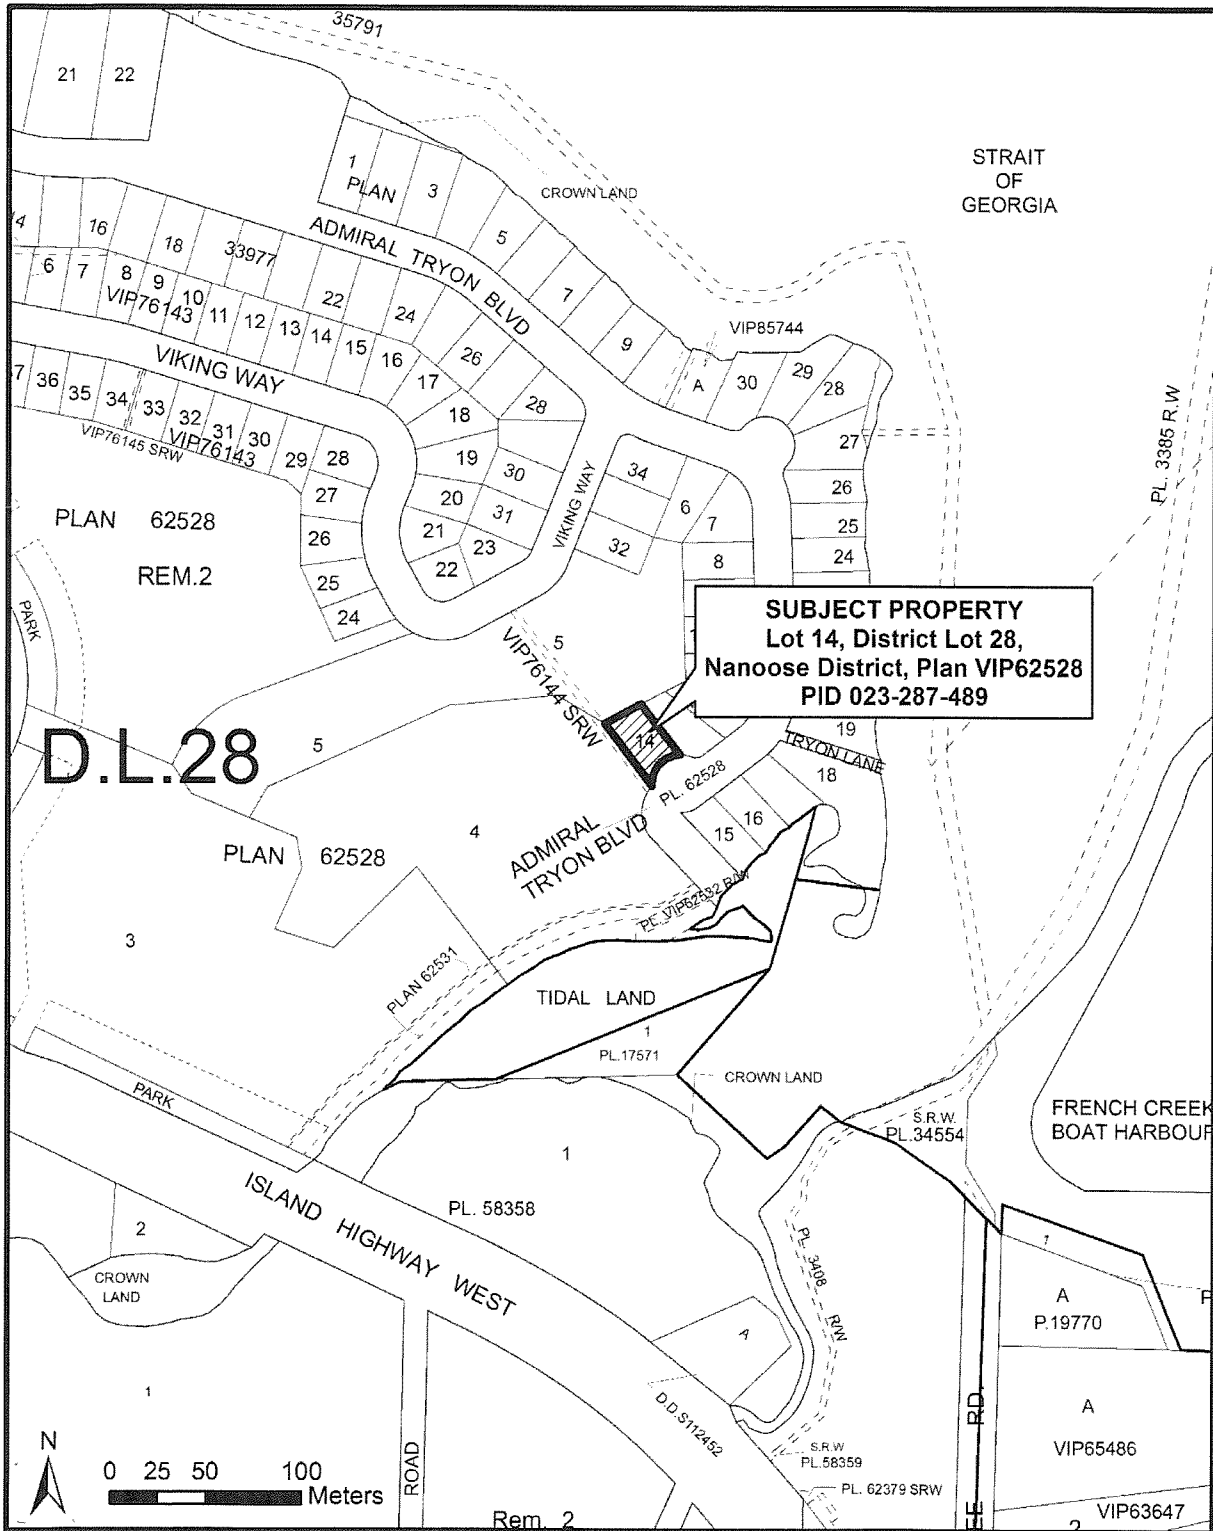 35791
21
22
STRAIT
OF
GEORGIA
1
PLAN
3
CROWN LAND
5
ADMIRAL TRYON BLVD
7
9
16
18
33977
22
24
26
28
6
7
8
9
10
11
12
13
14
15
16
17
18
19
20
21
22
23
VIP76143
VIKING WAY
36
35
34
33
32
31
30
29
28
27
26
25
24
VIP76145 SRW
VIP76143
VIP85744
A
30
29
28
27
26
25
24
PL. 3385 R.W
30
31
34
32
6
7
8
VIKING WAY
PLAN 62528
REM.2
PARK
5
VIP76144 SRW
SUBJECT PROPERTY
Lot 14, District Lot 28,
Nanoose District, Plan VIP62528
PID 023-287-489
14
19
TRYON LANE
18
D.L.28
5
PL. 62528
16
15
4
ADMIRAL
TRYON BLVD
PLAN 62528
PL. VIP62532 R/W
3
PLAN 62531
TIDAL LAND
1
PL.17571
CROWN LAND
PARK
S.R.W.
PL.34554
FRENCH CREEK
1
PL. 58358
ISLAND HIGHWAY WEST
2
CROWN
LAND
PL. 3408 R/W
1
A
P.19770
A
D.D.S112452
1
A
VIP65486
RD.
S.R.W
PL.58359
PL. 62379 SRW
VIP63647
2
N
0 25 50 100
Meters
ROAD
Rem. 2